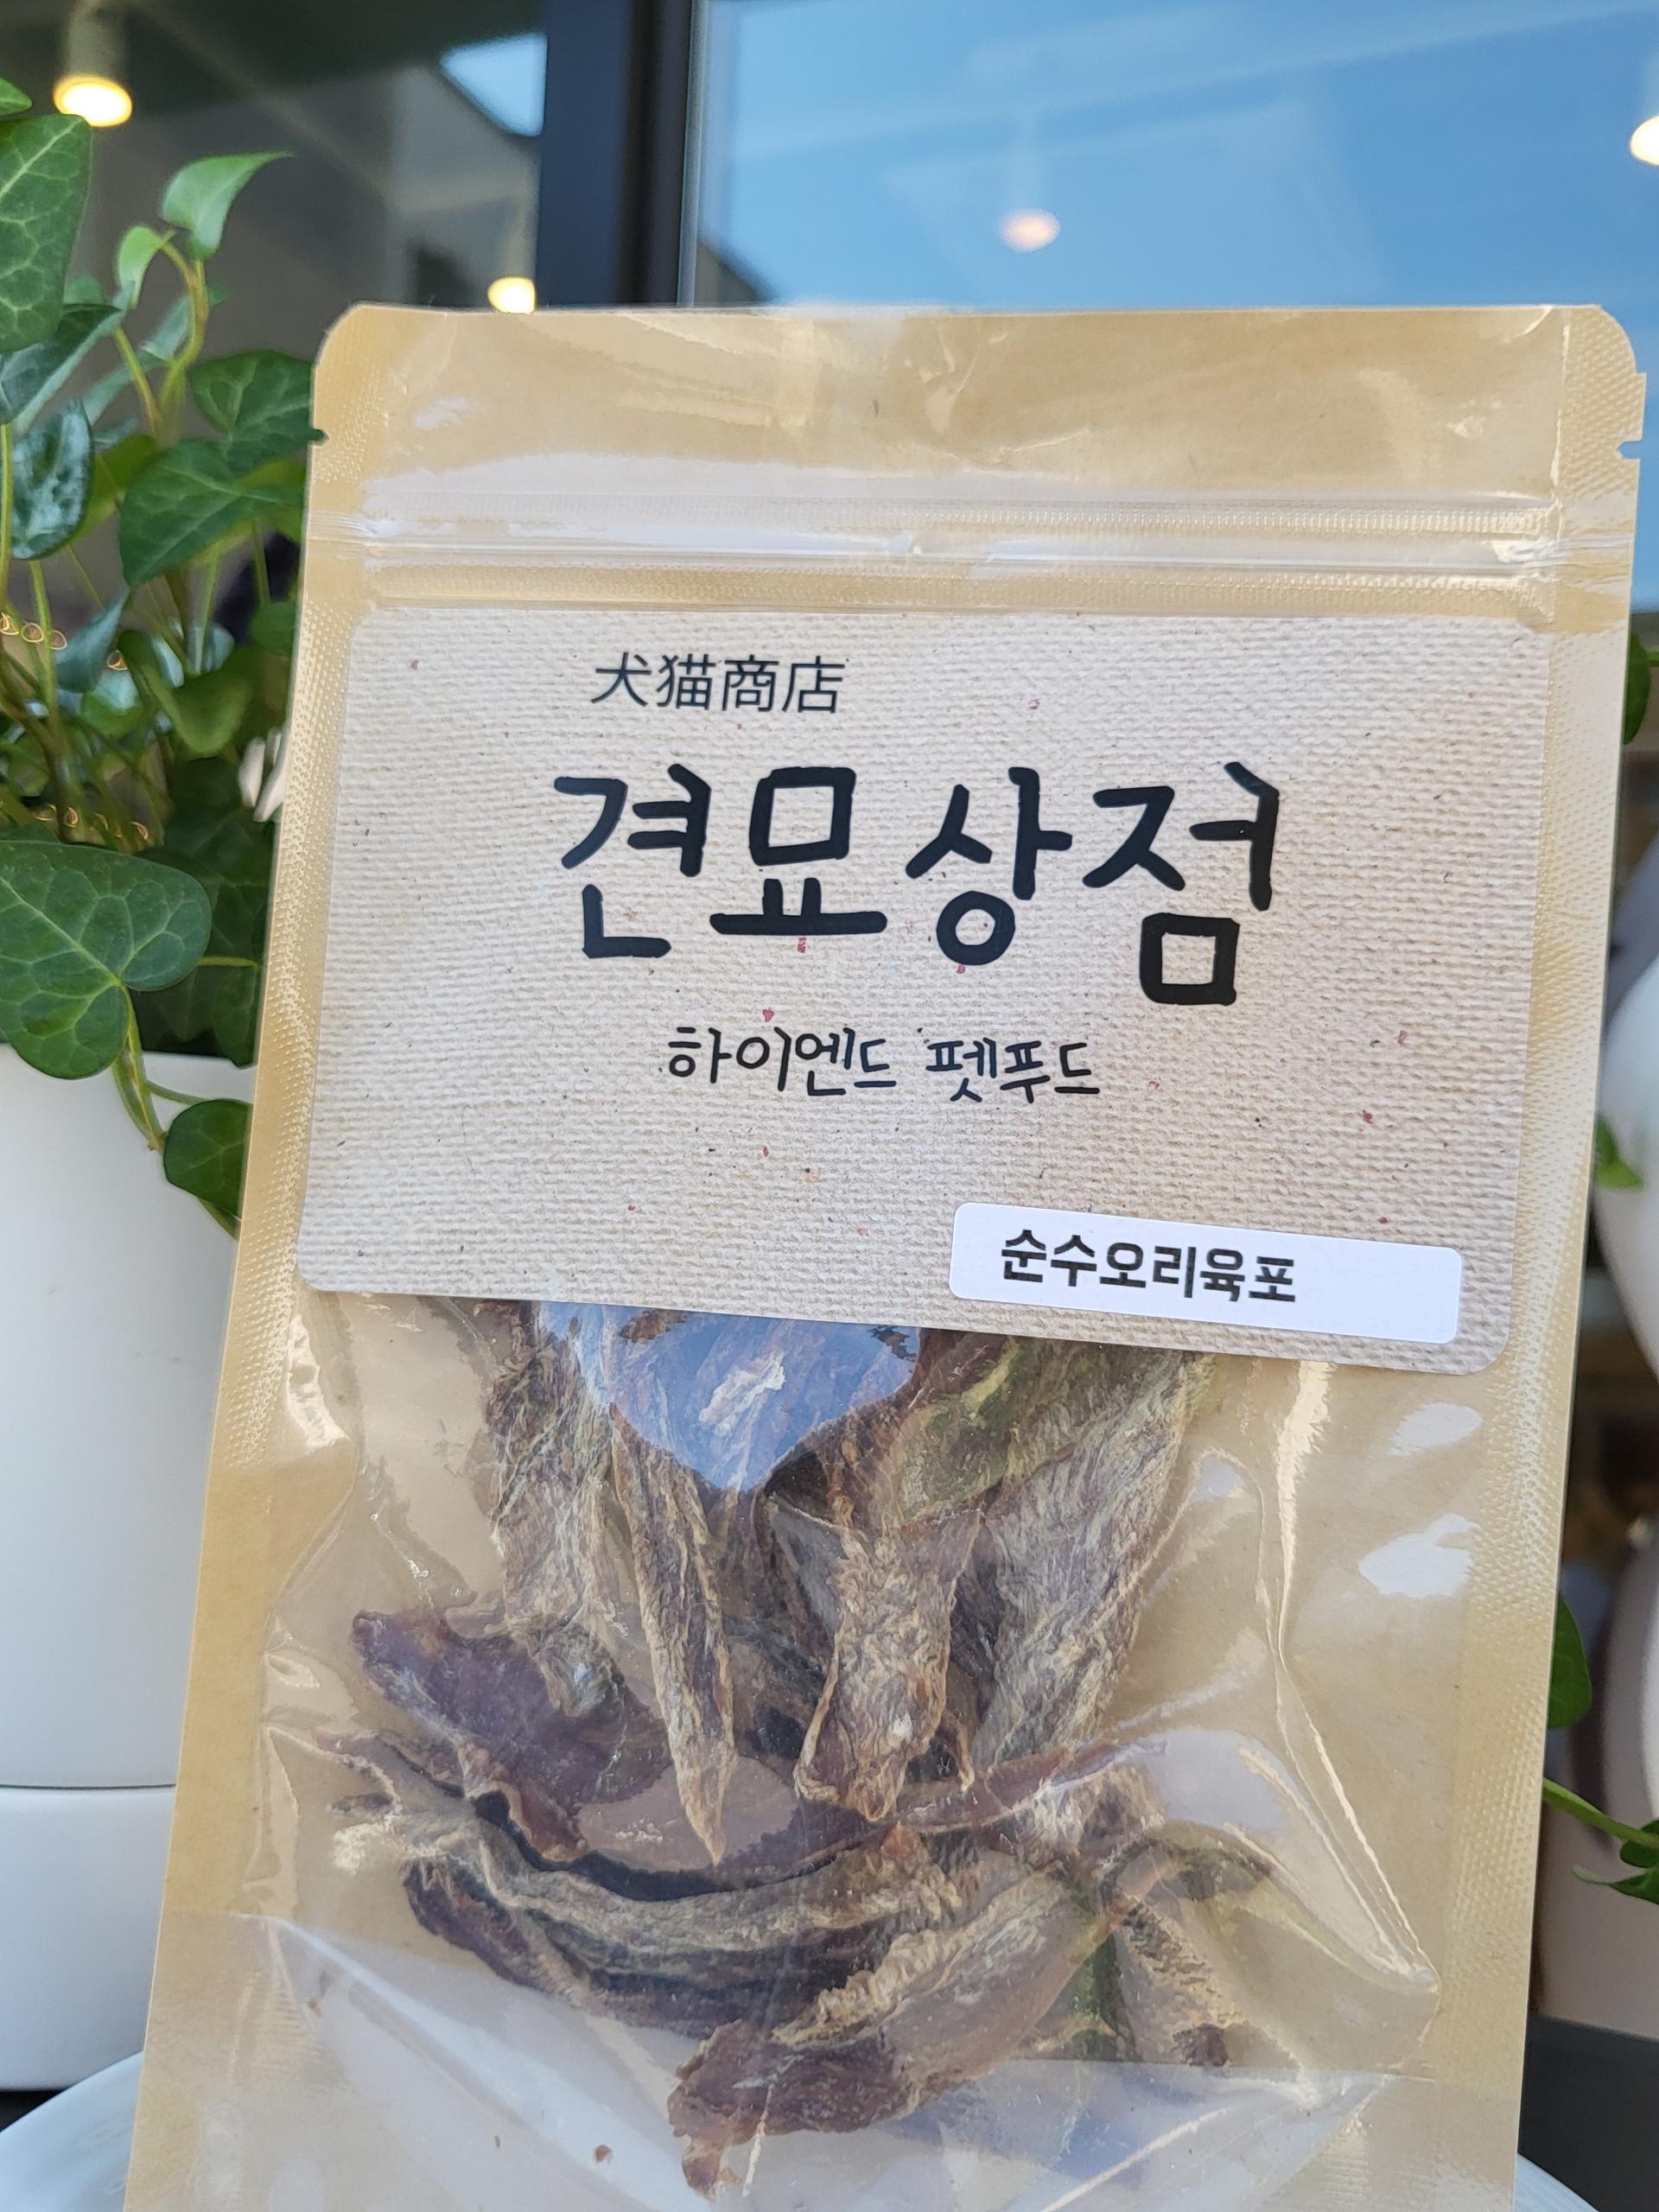 犬猫商店
견묘상점
하이엔드 펫푸드
순수오리육포